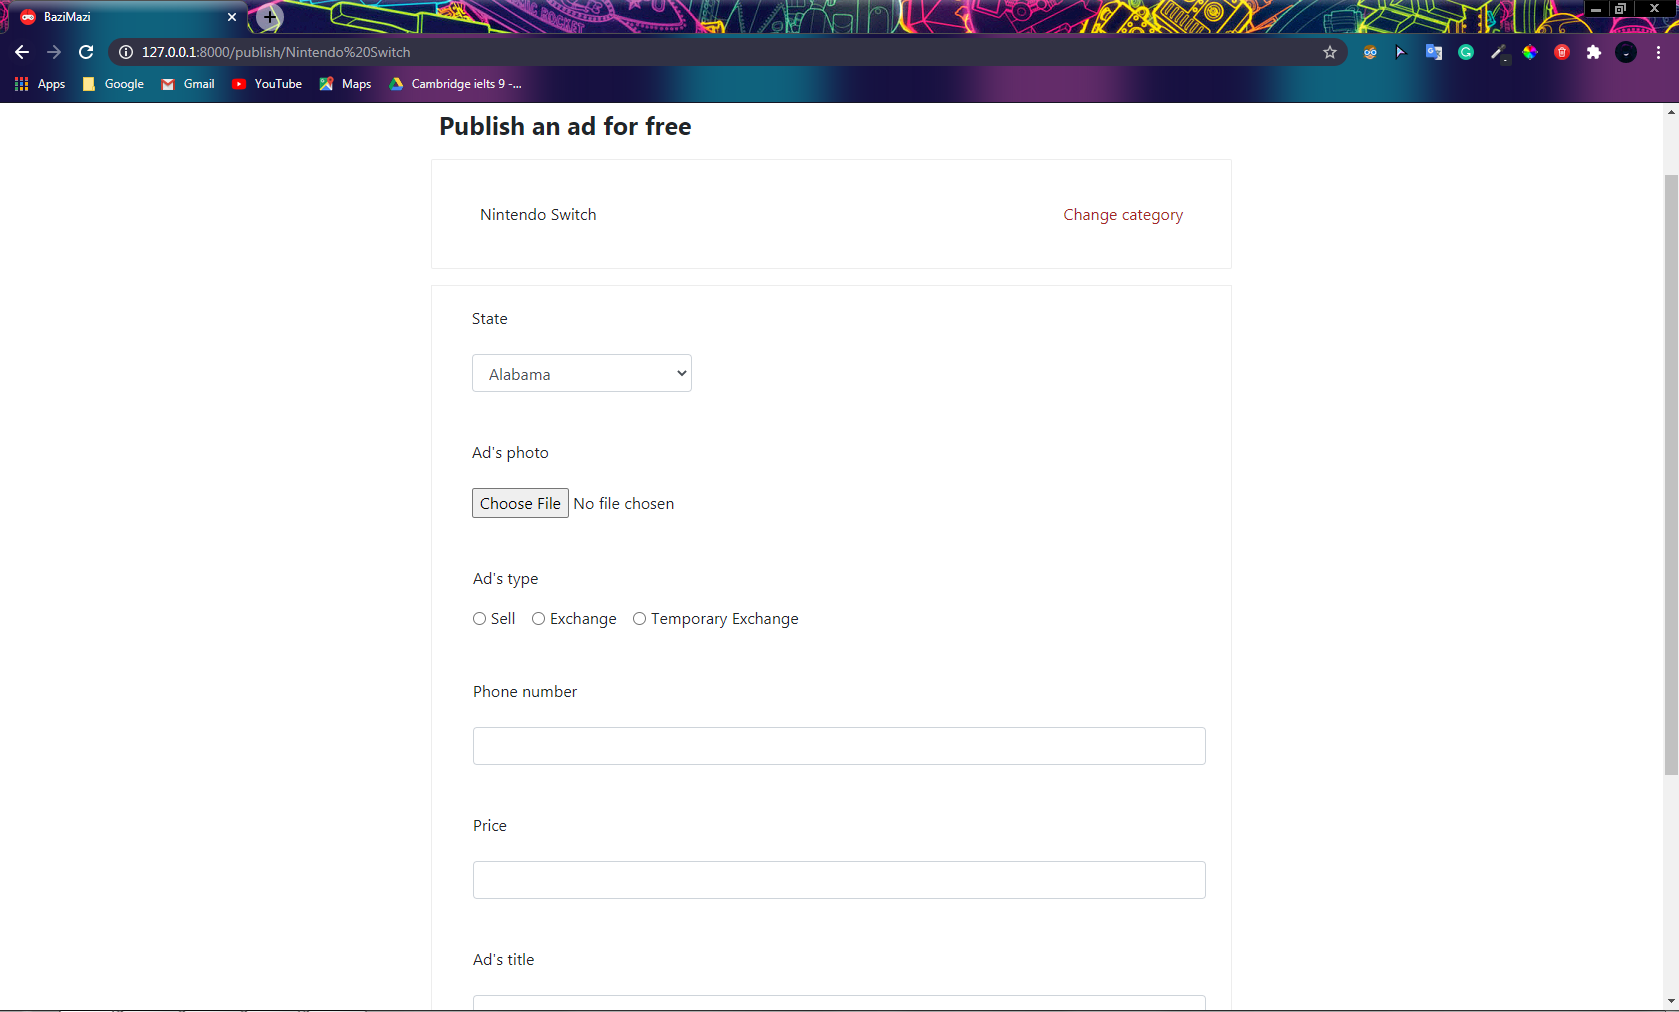 BaziMazi
127.0.0.1:8000/publish/Nintendo%20Switch
Apps Google Gmail YouTube Maps Cambridge ielts 9 -...
Publish an ad for free
Nintendo Switch Change category
State
Alabama
Ad's photo
Choose File No file chosen
Ad's type
Sell Exchange Temporary Exchange
Phone number
Price
Ad's title